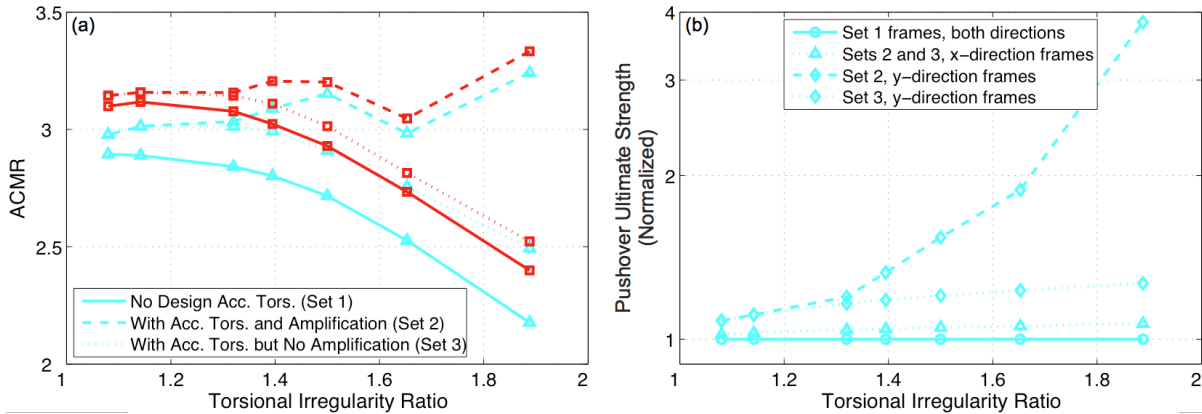 (a)
3.5
3
2.5
2
ACMR
No Design Acc. Tors. (Set 1)
With Acc. Tors. and Amplification (Set 2)
With Acc. Tors. but No Amplification (Set 3)
1 1.2 1.4 1.6 1.8 2
Torsional Irregularity Ratio
(b)
4
3
2
1
Pushover Ultimate Strength
(Normalized)
Set 1 frames, both directions
Sets 2 and 3, x-direction frames
Set 2, y-direction frames
Set 3, y-direction frames
1 1.2 1.4 1.6 1.8 2
Torsional Irregularity Ratio